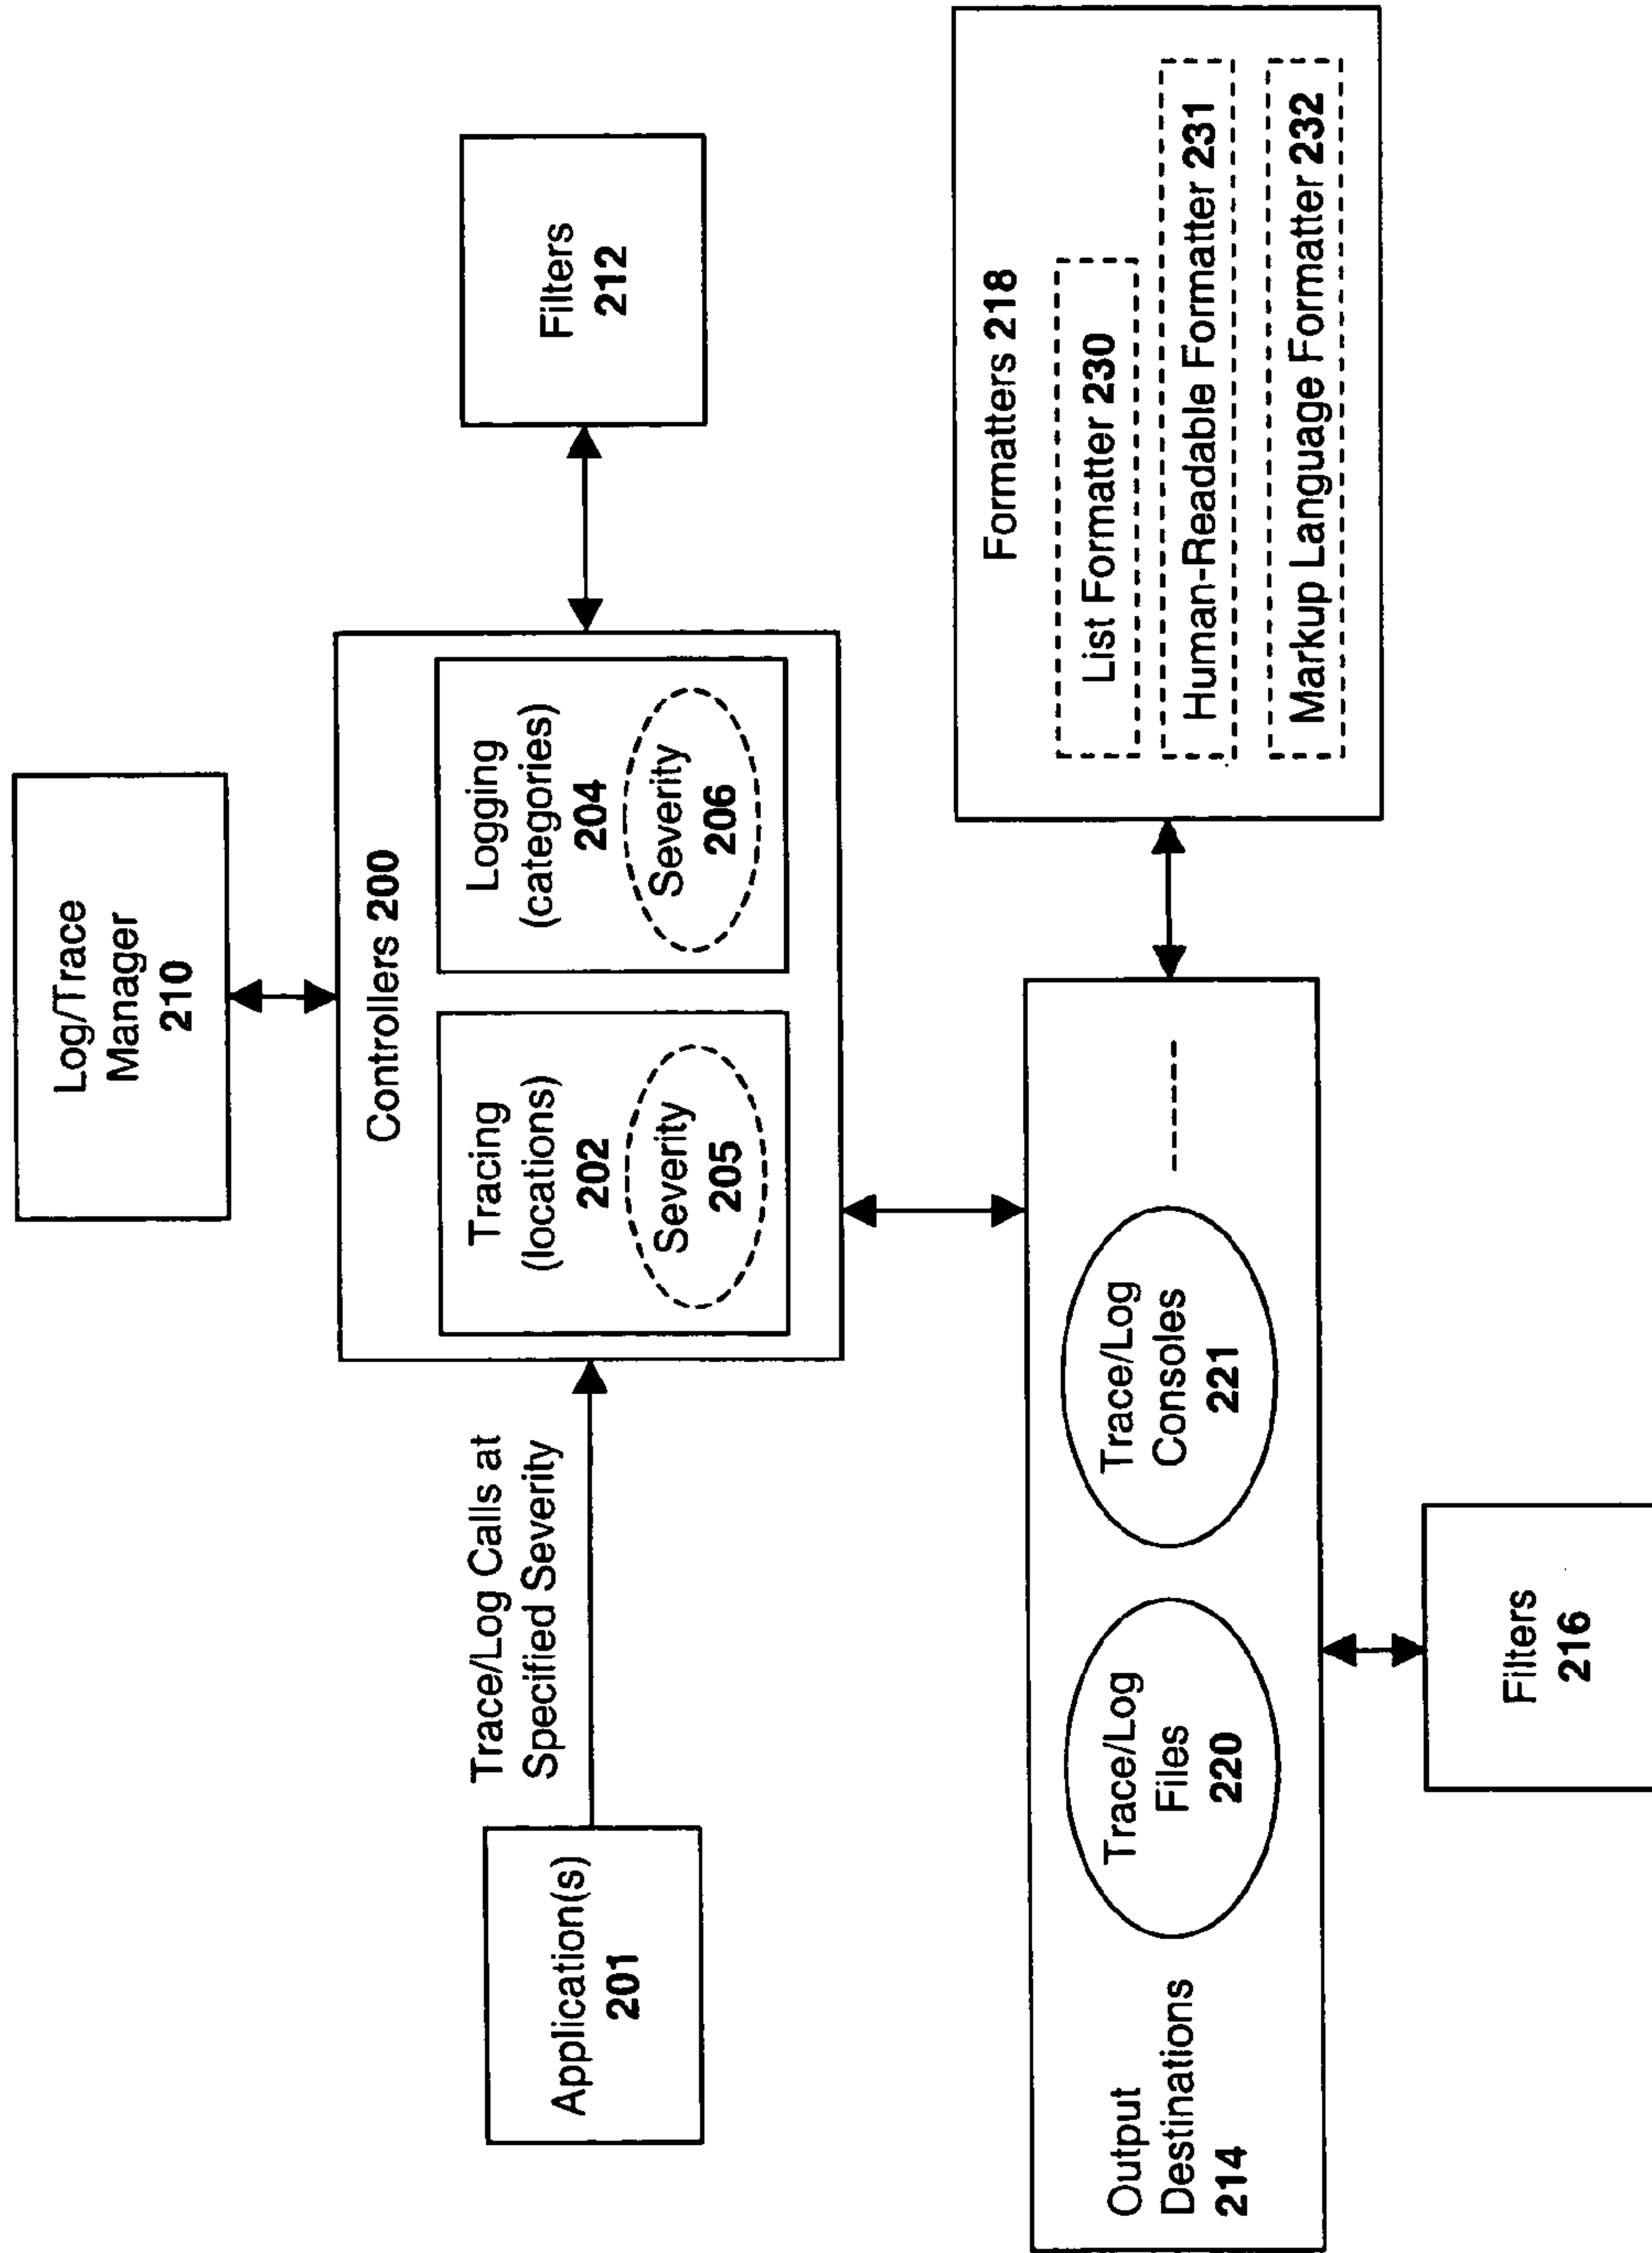 Log/Trace
Manager
210
Controllers 200
Tracing
(locations)
202
Severity
205
Logging
(categories)
204
Severity
206
Filters
212
Trace/Log Calls at
Specified Severity
Application(s)
201
Output
Destinations
214
Trace/Log
Files
220
Trace/Log
Consoles
221
Filters
216
Formatters 218
List Formatter 230
Human-Readable Formatter 231
Markup Language Formatter 232